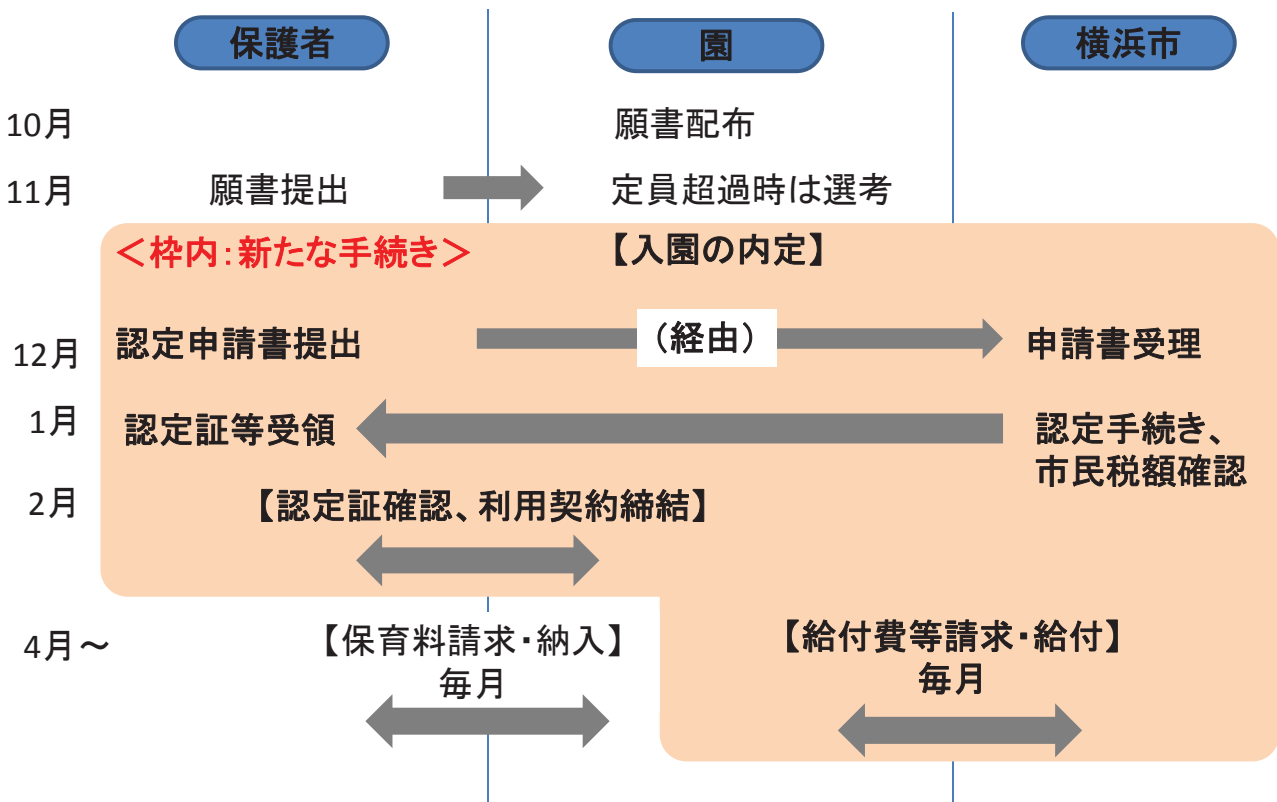 保護者
園
横浜市
10月
願書配布
11月
願書提出
定員超過時は選考
＜枠内：新たな手続き＞
【入園の内定】
12月
認定申請書提出
（経由）
申請書受理
1月
認定証等受領
認定手続き、
市民税額確認
2月
【認定証確認、利用契約締結】
4月～
【保育料請求・納入】
毎月
【給付費等請求・給付】
毎月